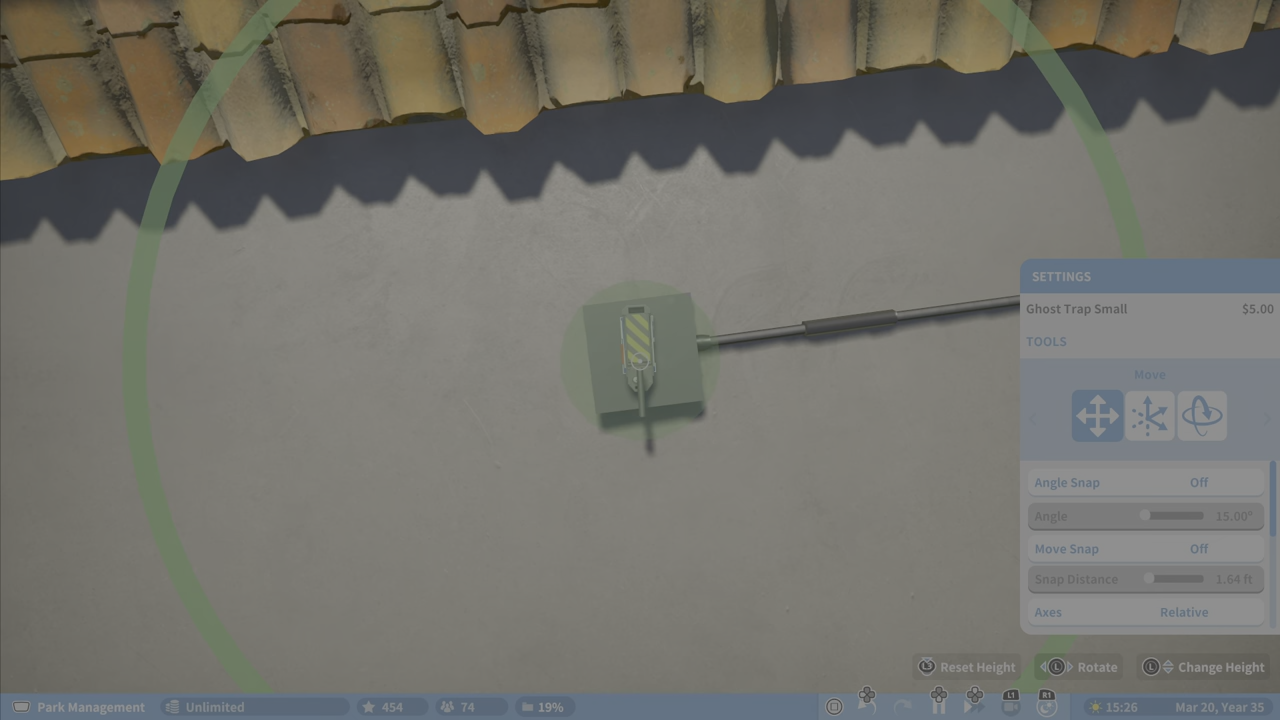 SETTINGS
Ghost Trap Small $5.00
TOOLS
Move
Angle Snap Off
Angle 15.00°
Move Snap Off
Snap Distance 1.64 ft
Axes Relative
L Reset Height L Rotate L Change Height
Park Management Unlimited 454 74 19% L1 R1 15:26 Mar 20, Year 35